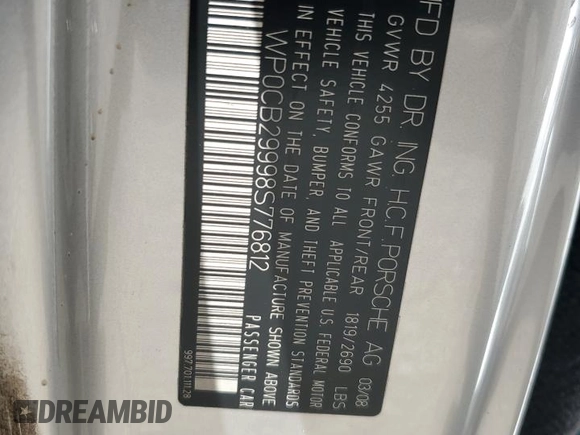 MFD BY DR. ING. H.C.F. PORSCHE AG 03/08
GVWR 4255 GAWR FRONT/REAR 1819/2690 LBS
THIS VEHICLE CONFORMS TO ALL APPLICABLE U.S. FEDERAL MOTOR
VEHICLE SAFETY, BUMPER, AND THEFT PREVENTION STANDARDS
IN EFFECT ON THE DATE OF MANUFACTURE SHOWN ABOVE
WP0CB29998S776812 PASSENGER CAR
997.701.111.28
DREAMBID